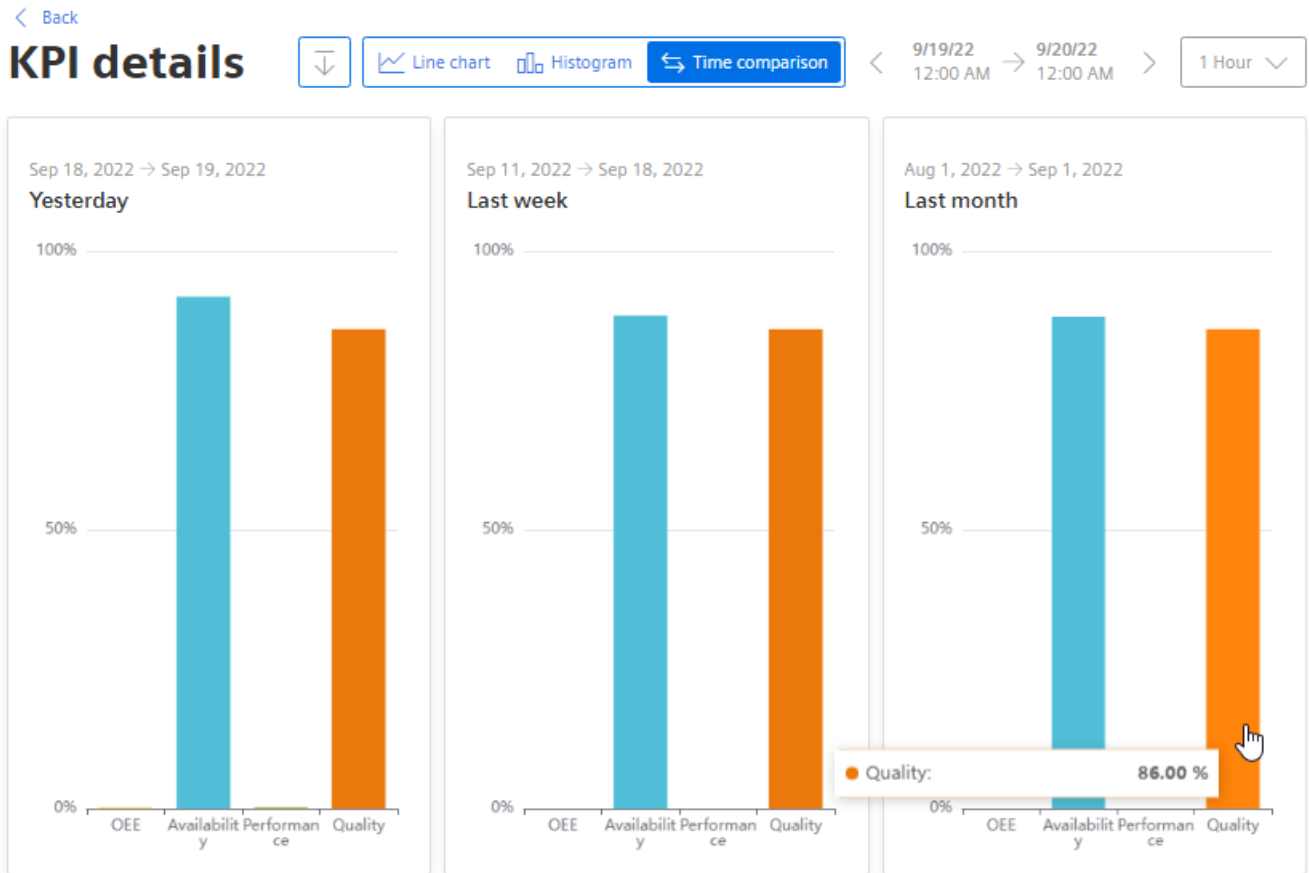 Back
KPI details
Line chart
Histogram
Time comparison
9/19/22
12:00 AM
9/20/22
12:00 AM
1 Hour
Sep 18, 2022 → Sep 19, 2022
Yesterday
100%
50%
0%
OEE
Availabilit
y
Performan
ce
Quality
Sep 11, 2022 → Sep 18, 2022
Last week
100%
50%
0%
OEE
Availabilit
y
Performan
ce
Quality
Aug 1, 2022 → Sep 1, 2022
Last month
100%
50%
Quality: 86.00 %
0%
OEE
Availabilit
y
Performan
ce
Quality